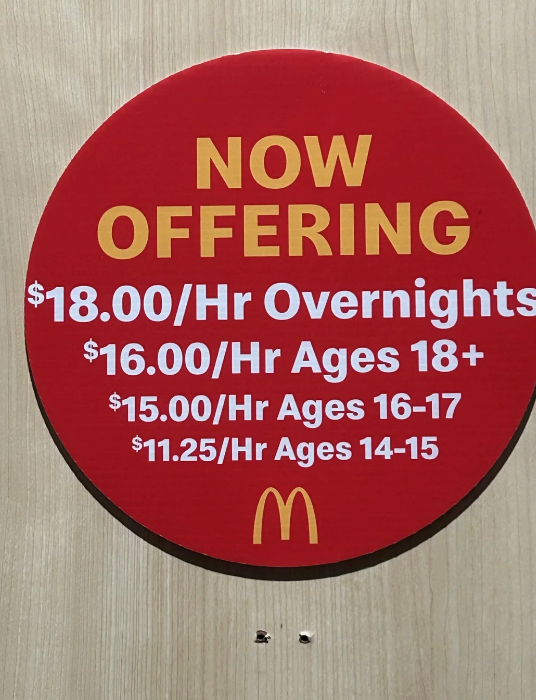 NOW
OFFERING
$18.00/Hr Overnights
$16.00/Hr Ages 18+
$15.00/Hr Ages 16-17
$11.25/Hr Ages 14-15